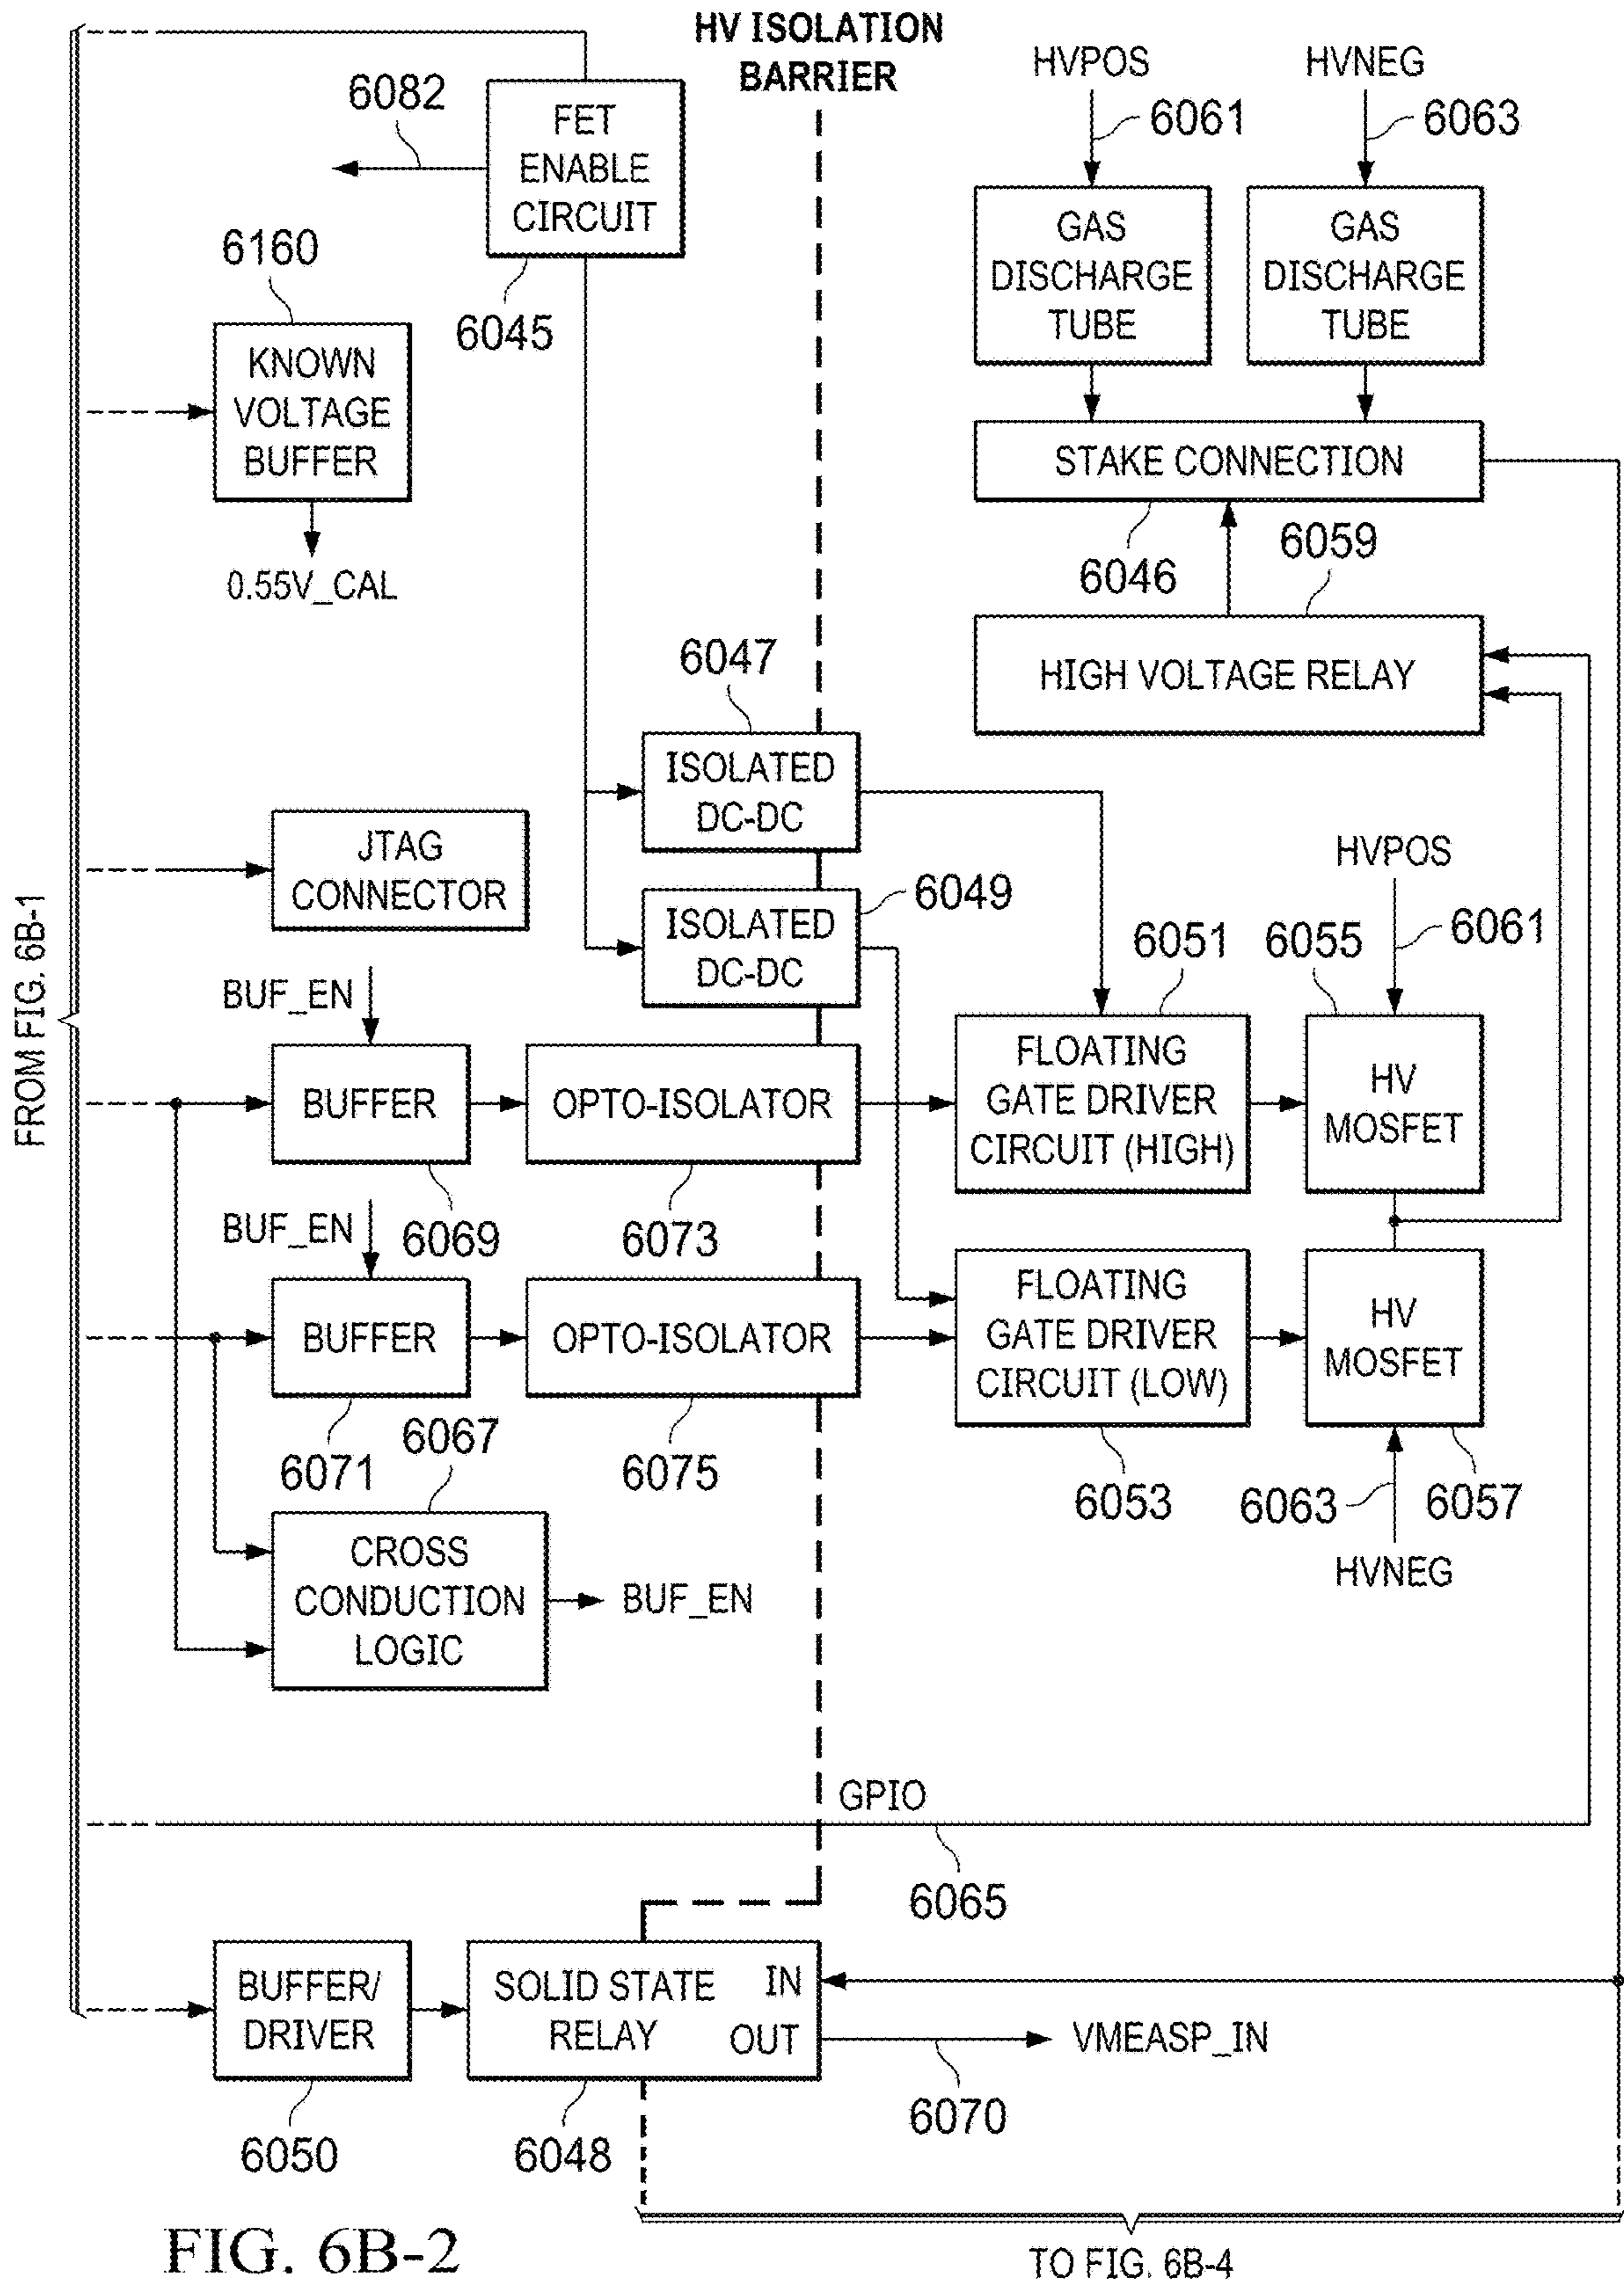 HV ISOLATION
BARRIER
HVPOS
HVNEG
6082
6061
6063
FET
ENABLE
CIRCUIT
6045
GAS
DISCHARGE
TUBE
GAS
DISCHARGE
TUBE
6160
KNOWN
VOLTAGE
BUFFER
0.55V_CAL
STAKE CONNECTION
6046
6059
HIGH VOLTAGE RELAY
6047
ISOLATED
DC-DC
JTAG
CONNECTOR
6049
ISOLATED
DC-DC
HVPOS
6061
6051
6055
FROM FIG. 6B-1
BUF_EN
BUFFER
6069
OPTO-ISOLATOR
6073
FLOATING
GATE DRIVER
CIRCUIT (HIGH)
HV
MOSFET
BUF_EN
BUFFER
6071
OPTO-ISOLATOR
6075
FLOATING
GATE DRIVER
CIRCUIT (LOW)
6053
HV
MOSFET
6063
6057
HVNEG
6067
CROSS
CONDUCTION
LOGIC
BUF_EN
GPIO
6065
BUFFER/
DRIVER
6050
SOLID STATE
RELAY
IN
OUT
6048
VMEASP_IN
6070
FIG. 6B-2
TO FIG. 6B-4